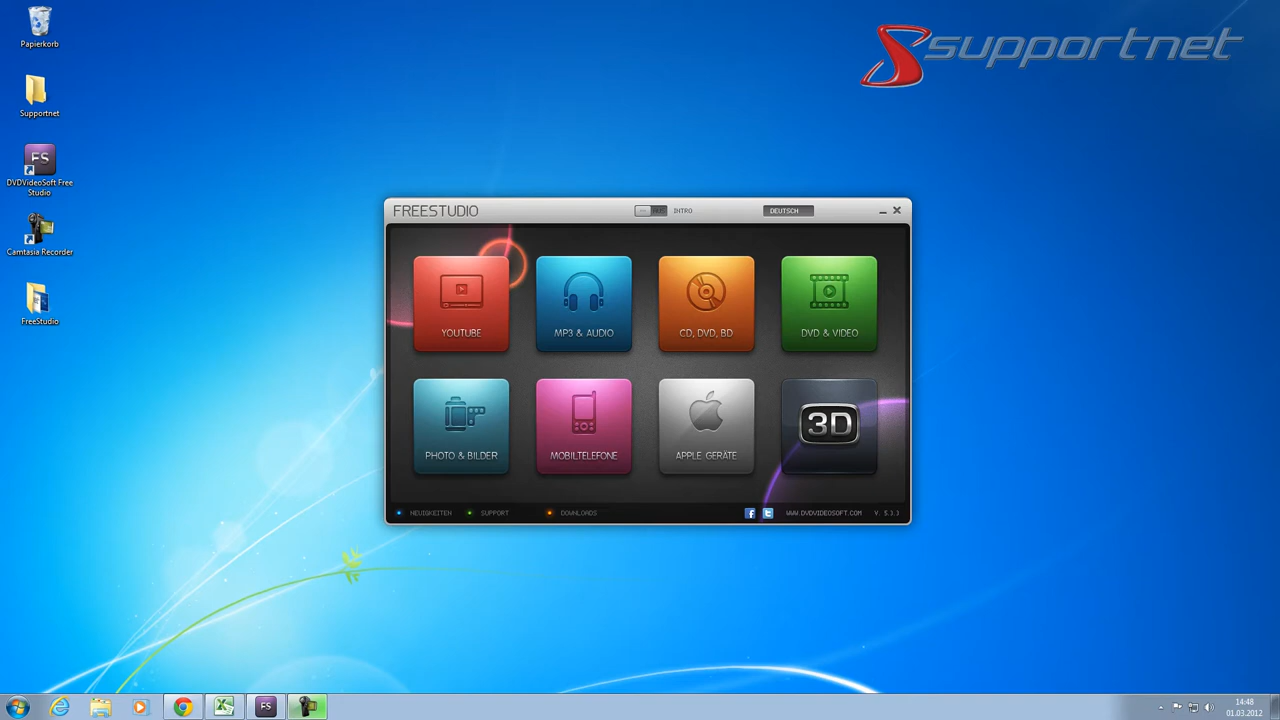 Papierkorb
supportnet
Supportnet
FS
DVDVideoSoft Free
Studio
Camtasia Recorder
FreeStudio
FREESTUDIO
INTRO
DEUTSCH
YOUTUBE
MP3 & AUDIO
CD, DVD, BD
DVD & VIDEO
PHOTO & BILDER
MOBILTELEFONE
APPLE GERÄTE
3D
NEUIGKEITEN
SUPPORT
DOWNLOADS
WWW.DVDVIDEOSOFT.COM
V. 5.3.3
FS
14:48
01.03.2012